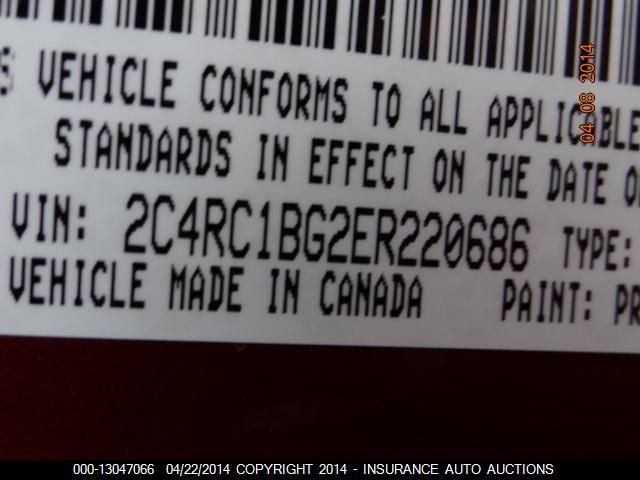 VEHICLE CONFORMS TO ALL APPLICABLE
STANDARDS IN EFFECT ON THE DATE
VIN: 2C4RC1BG2ER220686 TYPE:
VEHICLE MADE IN CANADA PAINT: PR
04 08 2014
000-13047066 04/22/2014 COPYRIGHT 2014 - INSURANCE AUTO AUCTIONS